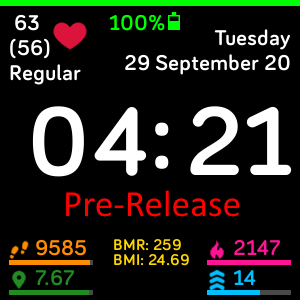 63
(56)
Regular
100%
Tuesday
29 September 20
04:21
Pre-Release
9585
BMR: 259
2147
7.67
BMI: 24.69
14